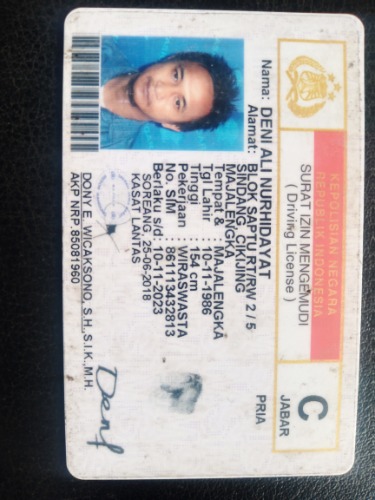 KEPOLISIAN NEGARA
REPUBLIK INDONESIA
SURAT IZIN MENGEMUDI
( Driving License )
C
JABAR
Nama: DENI ALI NURHIDAYAT
Alamat: BLOK SAPTU RT/RW 2 / 5
SINDANG CIKIJING
MAJALENGKA
Tempat & : MAJALENGKA
Tgl Lahir : 10-11-1986
Tinggi : 154 cm
Pekerjaan : WIRASWASTA
No. SIM : 861113432813
Berlaku s/d: 10-11-2023
SOREANG, 25-06-2018
KASAT LANTAS
PRIA
DONY E. WICAKSONO, S.H.,S.I.K.,M.H.
AKP NRP. 85081960
Denf